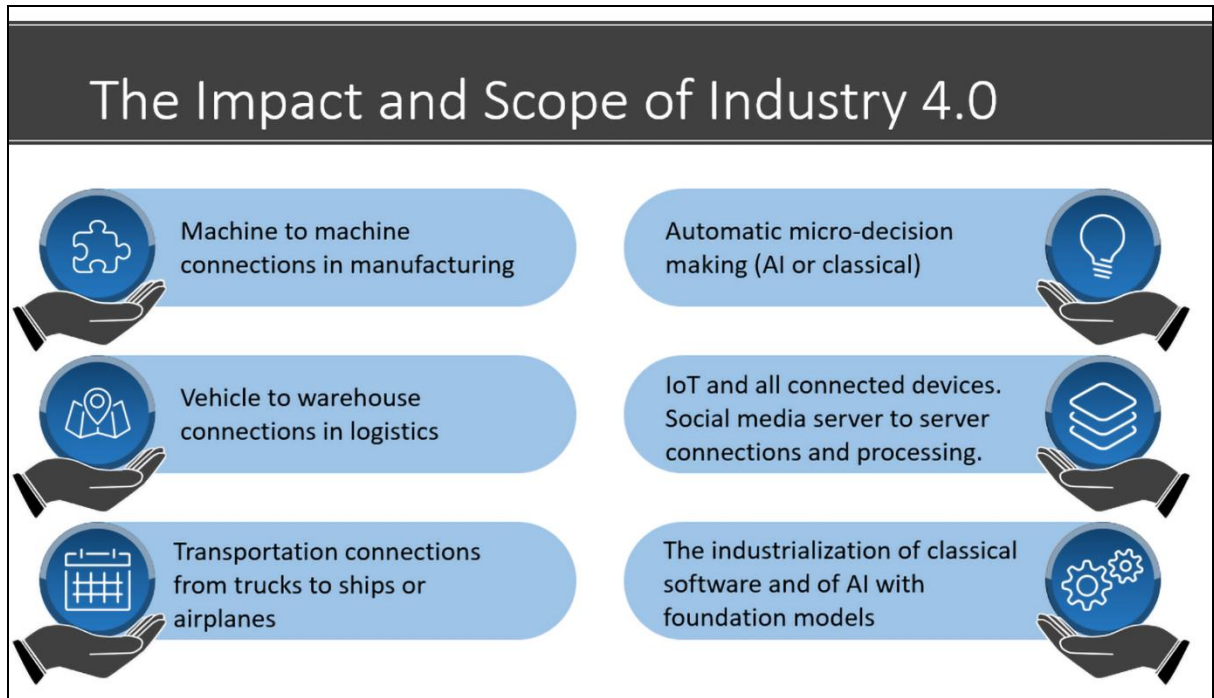 The Impact and Scope of Industry 4.0
Machine to machine
connections in manufacturing
Vehicle to warehouse
connections in logistics
Transportation connections
from trucks to ships or
airplanes
Automatic micro-decision
making (AI or classical)
IoT and all connected devices.
Social media server to server
connections and processing.
The industrialization of classical
software and of AI with
foundation models